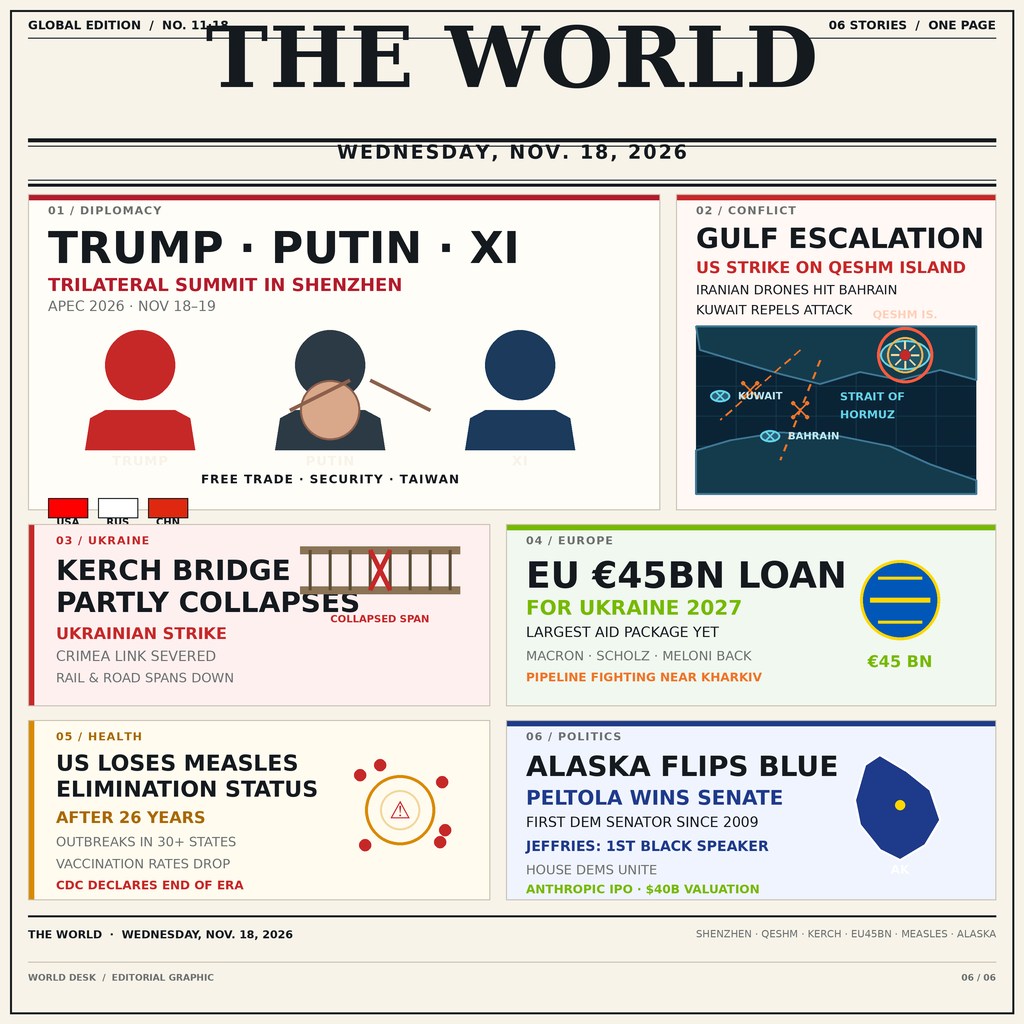 GLOBAL EDITION / NO. 11.18
06 STORIES / ONE PAGE
THE WORLD
WEDNESDAY, NOV. 18, 2026
01 / DIPLOMACY
TRUMP · PUTIN · XI
TRILATERAL SUMMIT IN SHENZHEN
APEC 2026 · NOV 18–19
TRUMP
PUTIN
XI
FREE TRADE · SECURITY · TAIWAN
USA
RUS
CHN
02 / CONFLICT
GULF ESCALATION
US STRIKE ON QESHM ISLAND
IRANIAN DRONES HIT BAHRAIN
KUWAIT REPELS ATTACK
QESHM IS.
KUWAIT
STRAIT OF
HORMUZ
BAHRAIN
03 / UKRAINE
KERCH BRIDGE
PARTLY COLLAPSES
COLLAPSED SPAN
UKRAINIAN STRIKE
CRIMEA LINK SEVERED
RAIL & ROAD SPANS DOWN
04 / EUROPE
EU €45BN LOAN
FOR UKRAINE 2027
LARGEST AID PACKAGE YET
MACRON · SCHOLZ · MELONI BACK
PIPELINE FIGHTING NEAR KHARKIV
€45 BN
05 / HEALTH
US LOSES MEASLES
ELIMINATION STATUS
AFTER 26 YEARS
OUTBREAKS IN 30+ STATES
VACCINATION RATES DROP
CDC DECLARES END OF ERA
⚠
06 / POLITICS
ALASKA FLIPS BLUE
PELTOLA WINS SENATE
FIRST DEM SENATOR SINCE 2009
JEFFRIES: 1ST BLACK SPEAKER
HOUSE DEMS UNITE
ANTHROPIC IPO · $40B VALUATION
AK
THE WORLD · WEDNESDAY, NOV. 18, 2026
SHENZHEN · QESHM · KERCH · EU45BN · MEASLES · ALASKA
WORLD DESK / EDITORIAL GRAPHIC
06 / 06